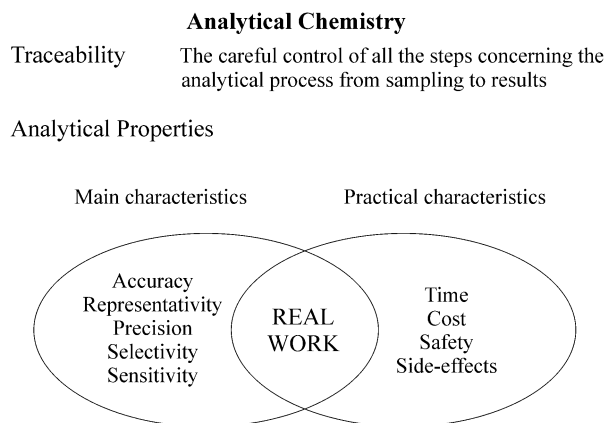 Analytical Chemistry
Traceability
The careful control of all the steps concerning the
analytical process from sampling to results
Analytical Properties
Main characteristics
Practical characteristics
Accuracy
Representativity
Precision
Selectivity
Sensitivity
REAL
WORK
Time
Cost
Safety
Side-effects